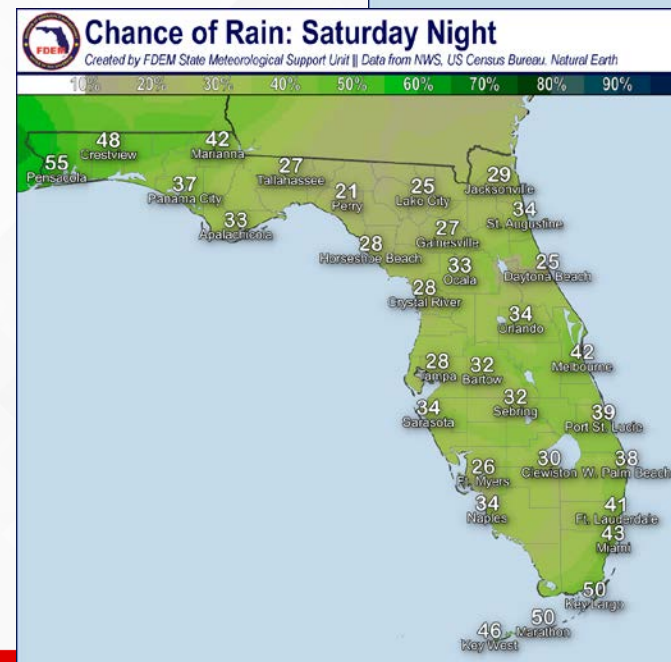 FDEM
Chance of Rain: Saturday Night
Created by FDEM State Meteorological Support Unit || Data from NWS, US Census Bureau, Natural Earth
10% 20% 30% 40% 50% 60% 70% 80% 90%
48
Crestview
42
Marianna
55
Pensacola
37
Panama City
27
Tallahassee
21
Perry
25
Lake City
29
Jacksonville
34
St. Augustine
33
Apalachicola
27
Gainesville
28
Horseshoe Beach
33
Ocala
25
Daytona Beach
28
Crystal River
34
Orlando
28
Tampa
32
Bartow
42
Melbourne
34
Sarasota
32
Sebring
39
Port St. Lucie
26
Ft. Myers
30
Clewiston
38
W. Palm Beach
34
Naples
41
Ft. Lauderdale
43
Miami
50
Key Largo
50
Marathon
46
Key West